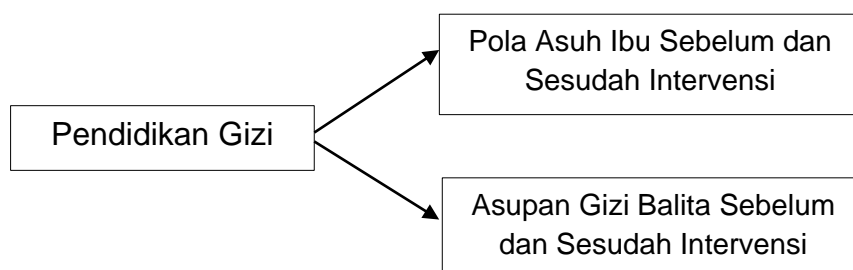 Pola Asuh Ibu Sebelum dan
Sesudah Intervensi
Pendidikan Gizi
Asupan Gizi Balita Sebelum
dan Sesudah Intervensi